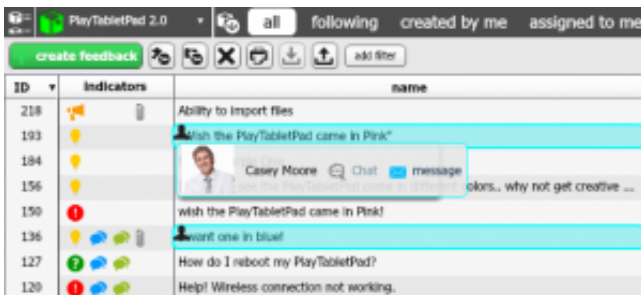 PlayTabletPad 2.0 all following created by me assigned to me
create feedback add filter
ID indicators name
218 Ability to import files
193 Wish the PlayTabletPad came in Pink"
184
Casey Moore Chat message
156 see the PlayTabletPad come in different colors.. why not get creative ...
150 wish the PlayTabletPad came in Pink!
136 want one in blue!
127 How do I reboot my PlayTabletPad?
120 Help! Wireless connection not working.